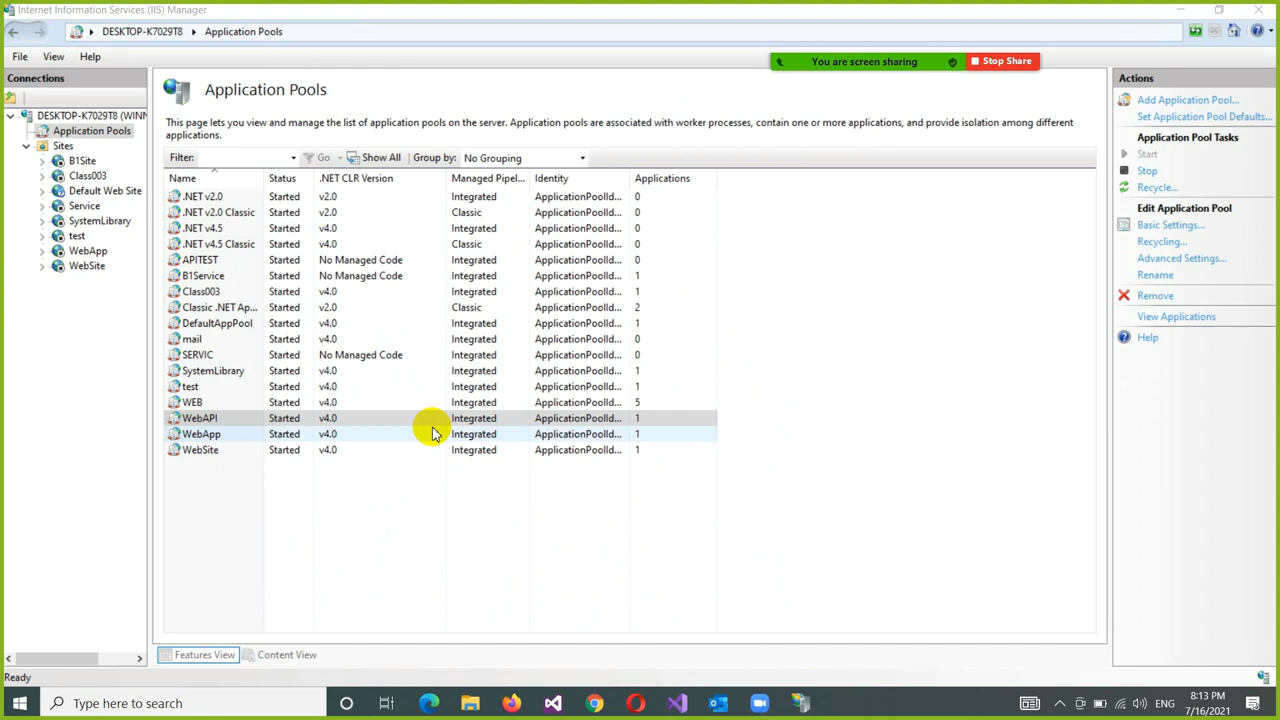 Internet Information Services (IIS) Manager
DESKTOP-K7029T8 Application Pools
File View Help
You are screen sharing Stop Share
Connections
DESKTOP-K7029T8 (WINN
Application Pools
Sites
B1Site
Class003
Default Web Site
Service
SystemLibrary
test
WebApp
WebSite
Application Pools
This page lets you view and manage the list of application pools on the server. Application pools are associated with worker processes, contain one or more applications, and provide isolation among different
applications.
Filter: Go Show All Group by: No Grouping
Name Status .NET CLR Version Managed Pipel... Identity Applications
.NET v2.0 Started v2.0 Integrated ApplicationPoolId... 0
.NET v2.0 Classic Started v2.0 Classic ApplicationPoolId... 0
.NET v4.5 Started v4.0 Integrated ApplicationPoolId... 0
.NET v4.5 Classic Started v4.0 Classic ApplicationPoolId... 0
APITEST Started No Managed Code Integrated ApplicationPoolId... 0
B1Service Started No Managed Code Integrated ApplicationPoolId... 1
Class003 Started v4.0 Integrated ApplicationPoolId... 1
Classic .NET Ap... Started v2.0 Classic ApplicationPoolId... 2
DefaultAppPool Started v4.0 Integrated ApplicationPoolId... 1
mail Started v4.0 Integrated ApplicationPoolId... 0
SERVIC Started No Managed Code Integrated ApplicationPoolId... 0
SystemLibrary Started v4.0 Integrated ApplicationPoolId... 1
test Started v4.0 Integrated ApplicationPoolId... 1
WEB Started v4.0 Integrated ApplicationPoolId... 5
WebAPI Started v4.0 Integrated ApplicationPoolId... 1
WebApp Started v4.0 Integrated ApplicationPoolId... 1
WebSite Started v4.0 Integrated ApplicationPoolId... 1
Features View Content View
Actions
Add Application Pool...
Set Application Pool Defaults...
Application Pool Tasks
Start
Stop
Recycle...
Edit Application Pool
Basic Settings...
Recycling...
Advanced Settings...
Rename
Remove
View Applications
Help
Ready
Type here to search
ENG
8:13 PM
7/16/2021